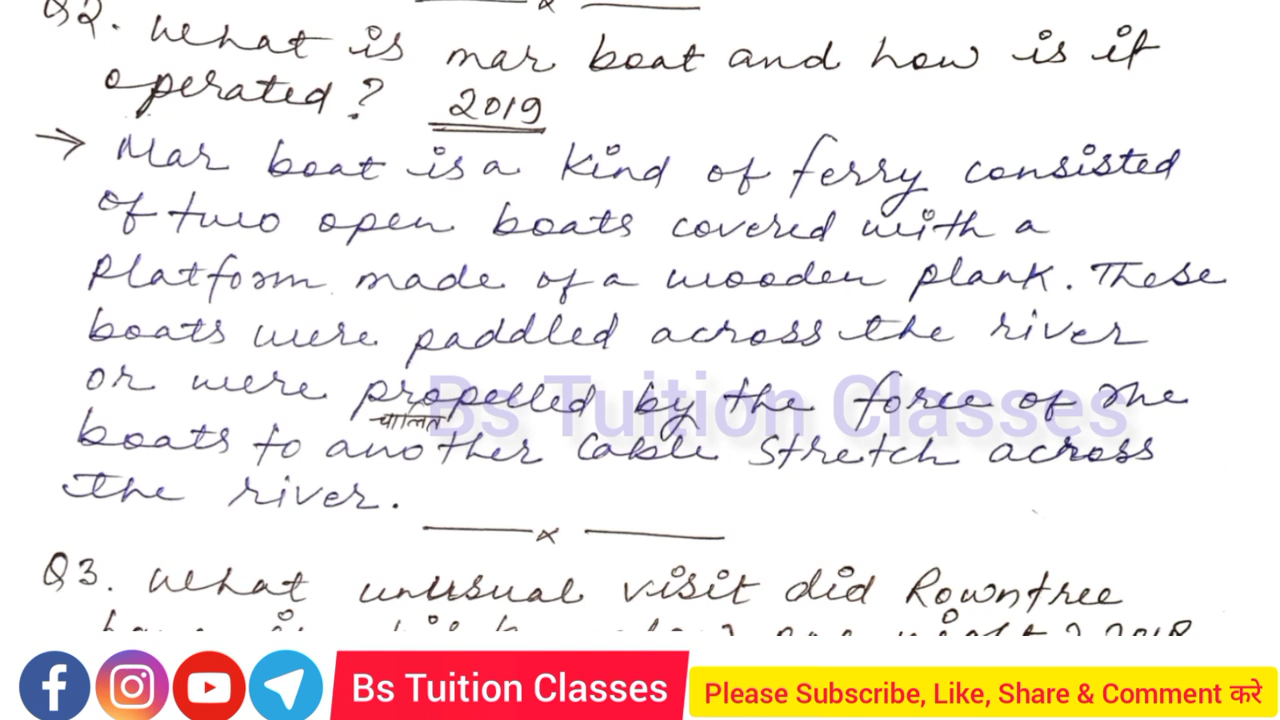 Q2. What is mar boat and how is it
operated? 2019
→ Mar boat is a kind of ferry consisted
of two open boats covered with a
platform made of a wooden plank. These
boats were paddled across the river
or were propelled by the force of the
चालित
boats to another cable stretch across
the river.
Bs Tuition Classes
Q3. What unusual visit did Rowntree
night? 2018
Bs Tuition Classes
Please Subscribe, Like, Share & Comment करे